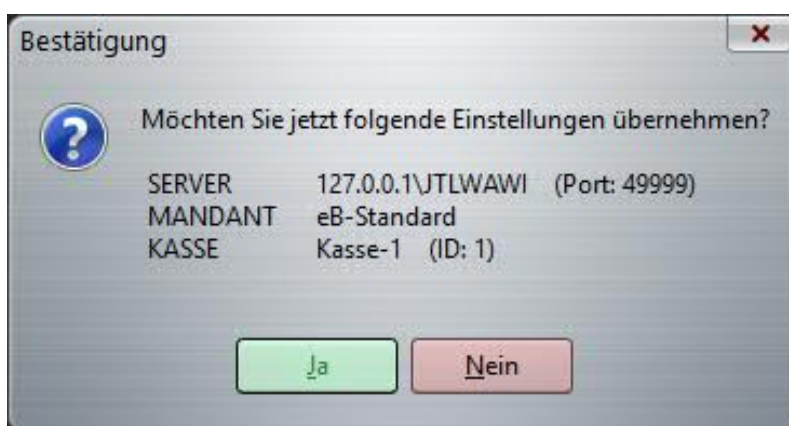 Bestätigung
Möchten Sie jetzt folgende Einstellungen übernehmen?
SERVER 127.0.0.1\JTLWAWI (Port: 49999)
MANDANT eB-Standard
KASSE Kasse-1 (ID: 1)
Ja Nein